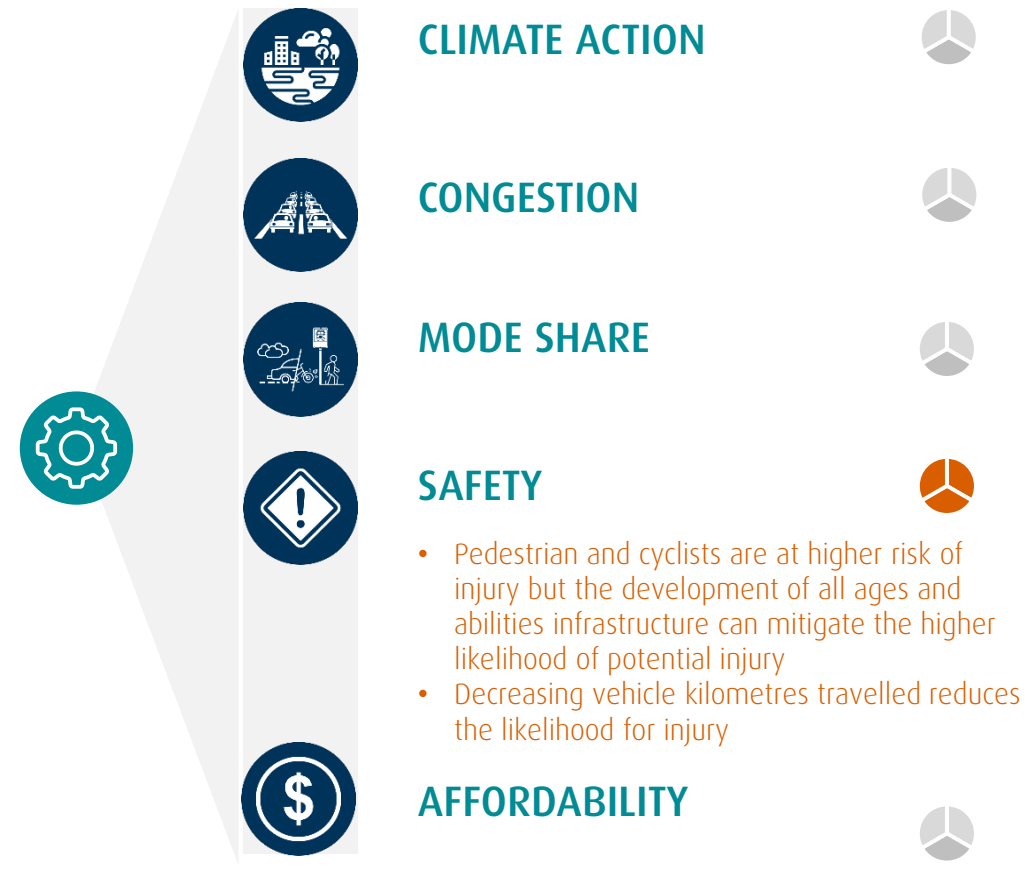 CLIMATE ACTION
CONGESTION
MODE SHARE
SAFETY
• Pedestrian and cyclists are at higher risk of
injury but the development of all ages and
abilities infrastructure can mitigate the higher
likelihood of potential injury
• Decreasing vehicle kilometres travelled reduces
the likelihood for injury
AFFORDABILITY